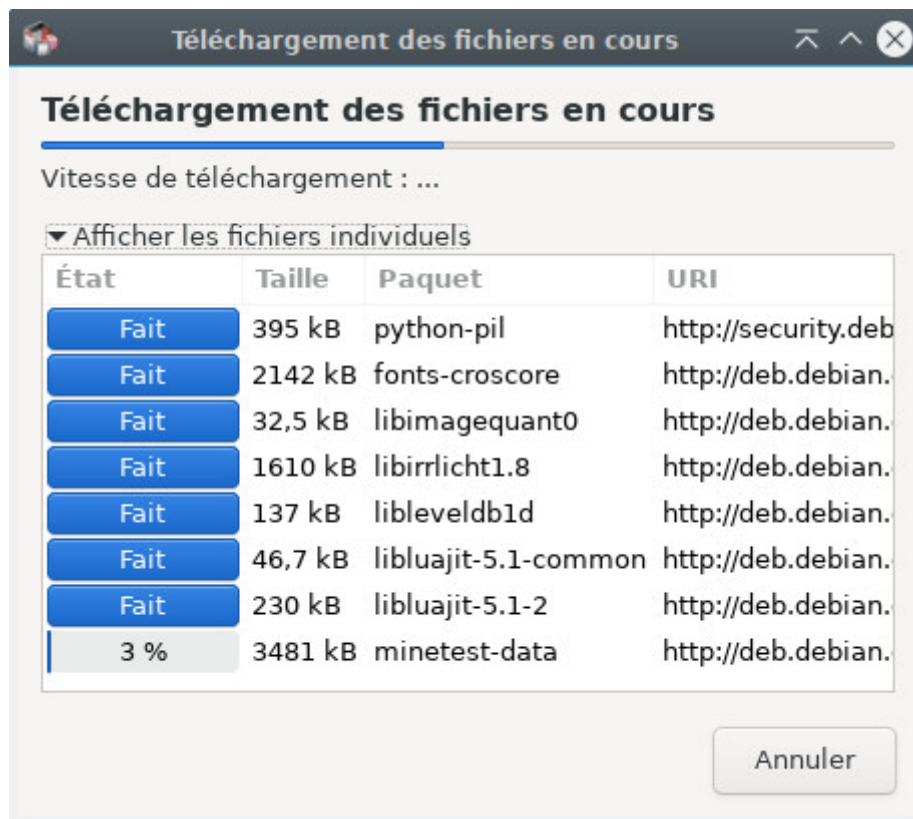 Téléchargement des fichiers en cours
Téléchargement des fichiers en cours
Vitesse de téléchargement : ...
Afficher les fichiers individuels
État Taille Paquet URI
Fait 395 kB python-pil http://security.deb
Fait 2142 kB fonts-croscore http://deb.debian.
Fait 32,5 kB libimagequant0 http://deb.debian.
Fait 1610 kB libirrlicht1.8 http://deb.debian.
Fait 137 kB libleveldb1d http://deb.debian.
Fait 46,7 kB libluajit-5.1-common http://deb.debian.
Fait 230 kB libluajit-5.1-2 http://deb.debian.
3 % 3481 kB minetest-data http://deb.debian.
Annuler